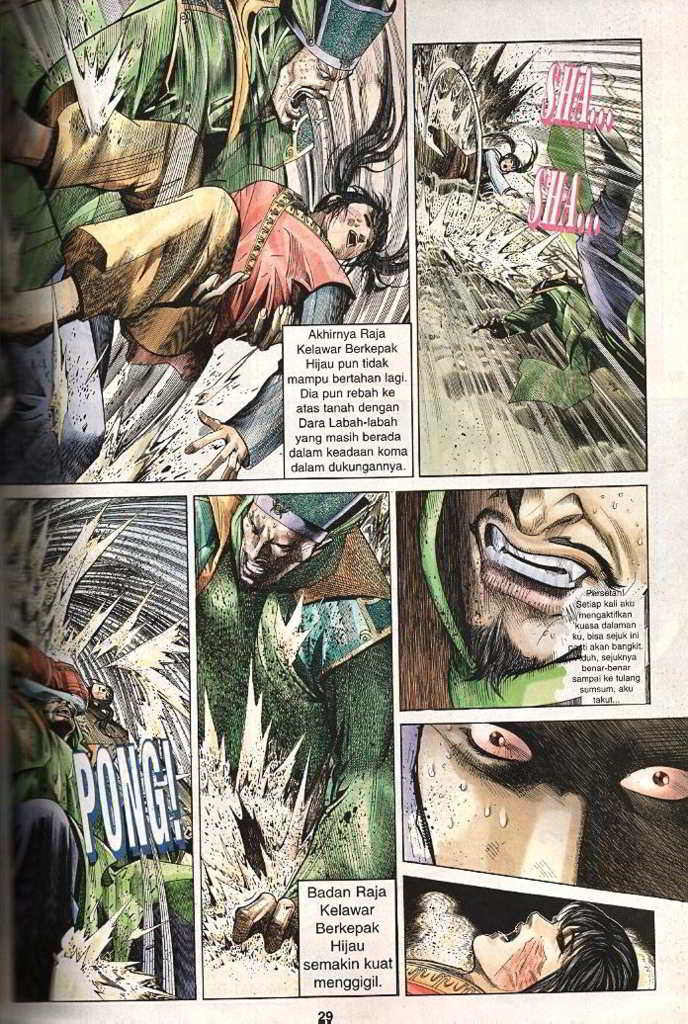 SHA...
SHA...
Akhirnya Raja
Kelawar Berkepak
Hijau pun tidak
mampu bertahan lagi.
Dia pun rebah ke
atas tanah dengan
Dara Labah-labah
yang masih berada
dalam keadaan koma
dalam dukungannya.
PONG!
Badan Raja
Kelawar
Berkepak
Hijau
semakin kuat
menggigil.
Persetan!
Setiap kali aku
mengaktifkan
kuasa dalaman
ku, bisa sejuk ini
pasti akan bangkit.
Aduh, sejuknya
benar-benar
sampai ke tulang
sumsum, aku
takut...
29